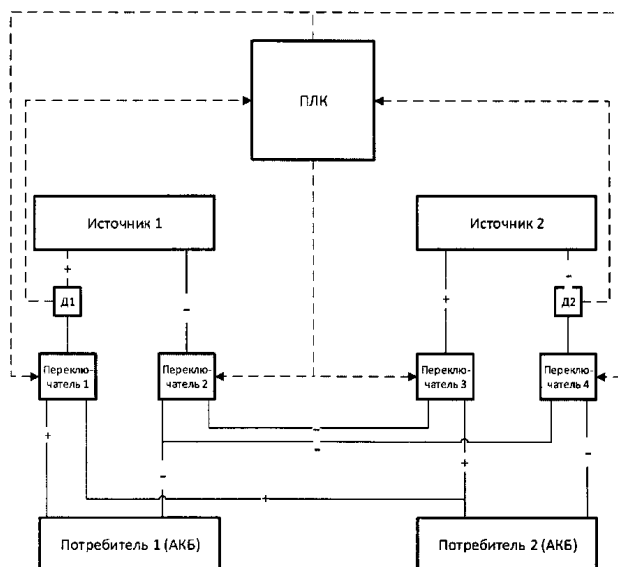 ПЛК
Источник 1
Источник 2
+
-
+
-
Д1
Д2
Переклю-
чатель 1
Переклю-
чатель 2
Переклю-
чатель 3
Переклю-
чатель 4
+
-
-
+
-
-
+
Потребитель 1 (АКБ)
Потребитель 2 (АКБ)